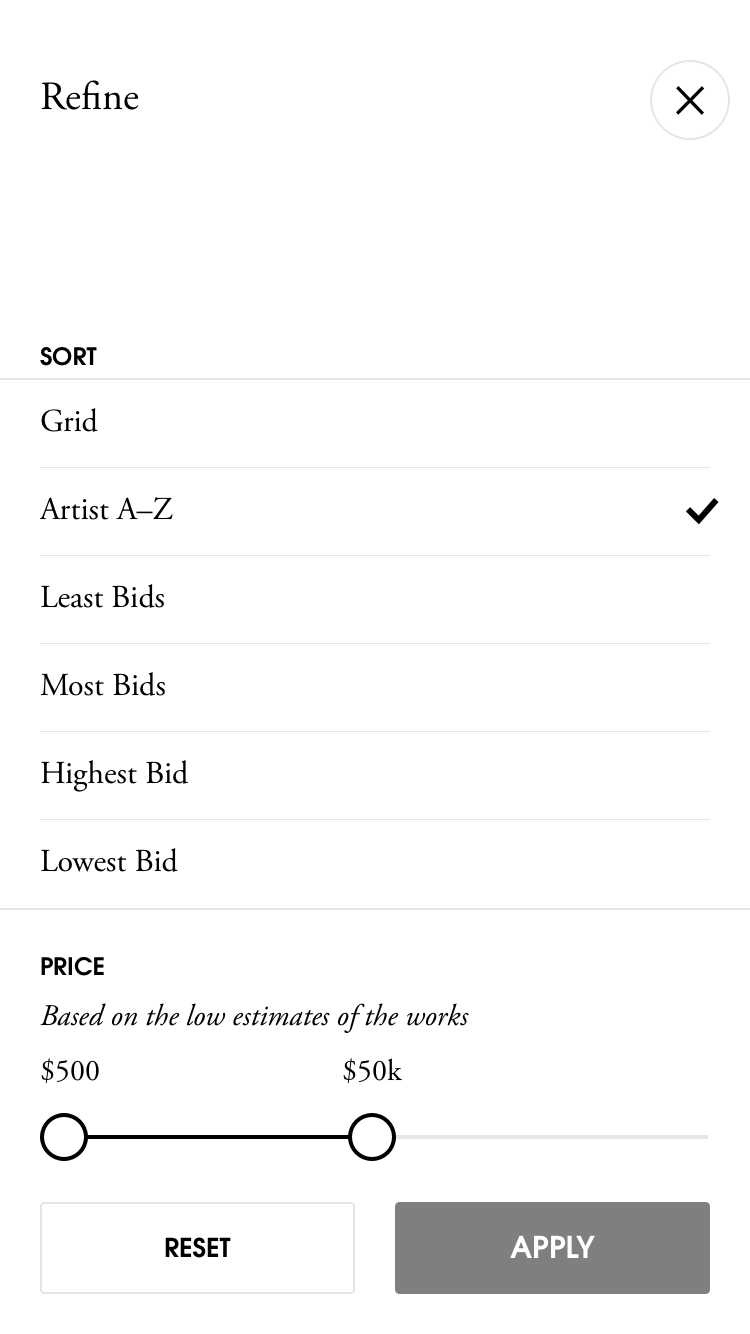 Refine
SORT
Grid
Artist A–Z
Least Bids
Most Bids
Highest Bid
Lowest Bid
PRICE
Based on the low estimates of the works
$500 $50k
RESET APPLY